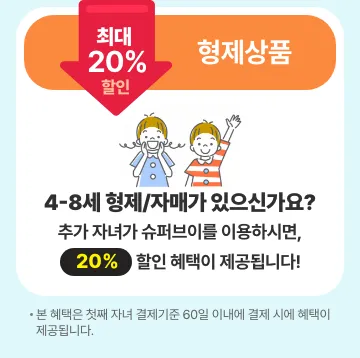 최대
20%
할인
형제상품
4-8세 형제/자매가 있으신가요?
추가 자녀가 슈퍼브이를 이용하시면,
20% 할인 혜택이 제공됩니다!
• 본 혜택은 첫째 자녀 결제기준 60일 이내에 결제 시에 혜택이
제공됩니다.